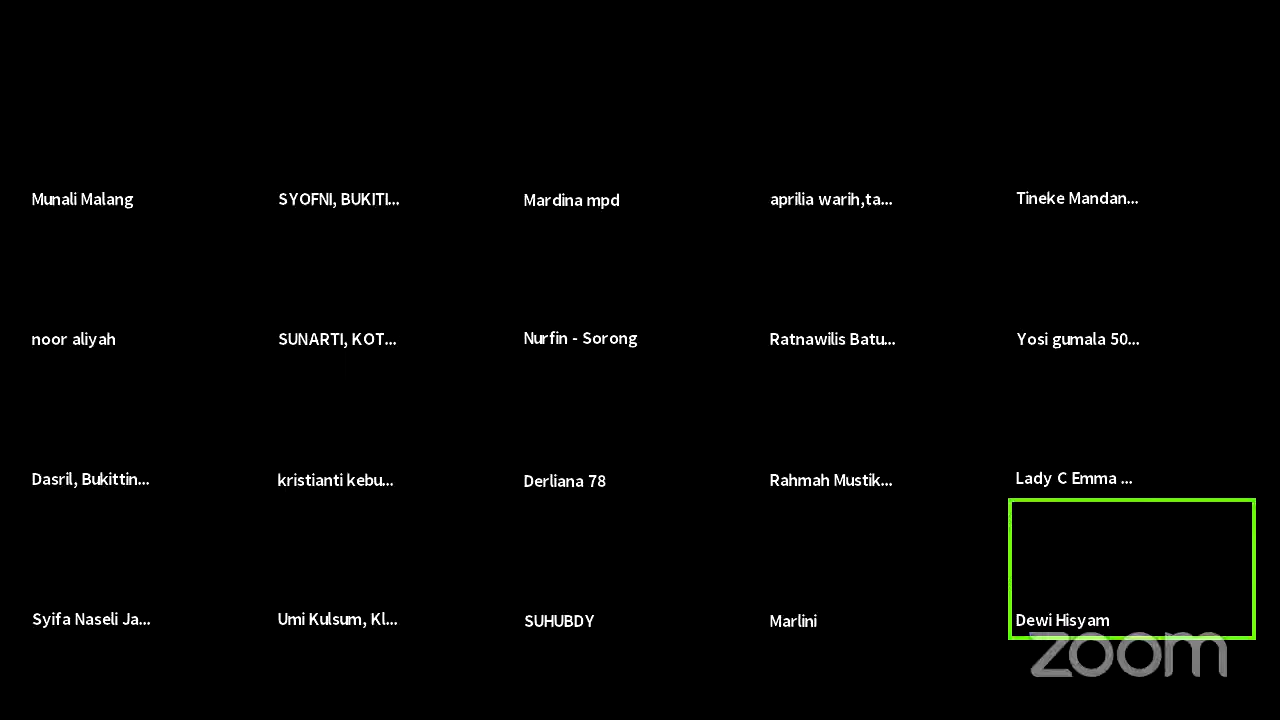 Munali Malang
SYOFNI, BUKITI...
Mardina mpd
aprilia warih,ta...
Tineke Mandan...
noor aliyah
SUNARTI, KOT...
Nurfin - Sorong
Ratnawilis Batu...
Yosi gumala 50...
Dasril, Bukittin...
kristianti kebu...
Derliana 78
Rahmah Mustik...
Lady C Emma ...
Syifa Naseli Ja...
Umi Kulsum, Kl...
SUHUBDY
Marlini
Dewi Hisyam
zoom